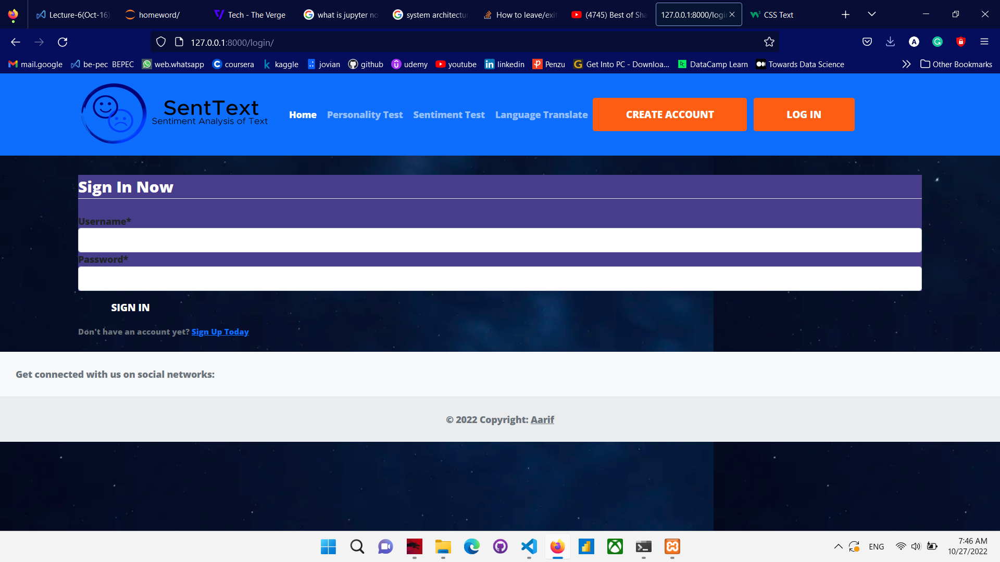 Lecture-6(Oct-16)
homeword/
Tech - The Verge
what is jupyter no
system architectur
How to leave/exit
(4745) Best of Sha
127.0.0.1:8000/login
CSS Text
127.0.0.1:8000/login/
mail.google
be-pec BEPEC
web.whatsapp
coursera
kaggle
jovian
github
udemy
youtube
linkedin
Penzu
Get Into PC - Downloa...
DataCamp Learn
Towards Data Science
Other Bookmarks
SentText
Sentiment Analysis of Text
Home
Personality Test
Sentiment Test
Language Translate
CREATE ACCOUNT
LOG IN
Sign In Now
Username*
Password*
SIGN IN
Don't have an account yet? Sign Up Today
Get connected with us on social networks:
© 2022 Copyright: Aarif
ENG
7:46 AM
10/27/2022